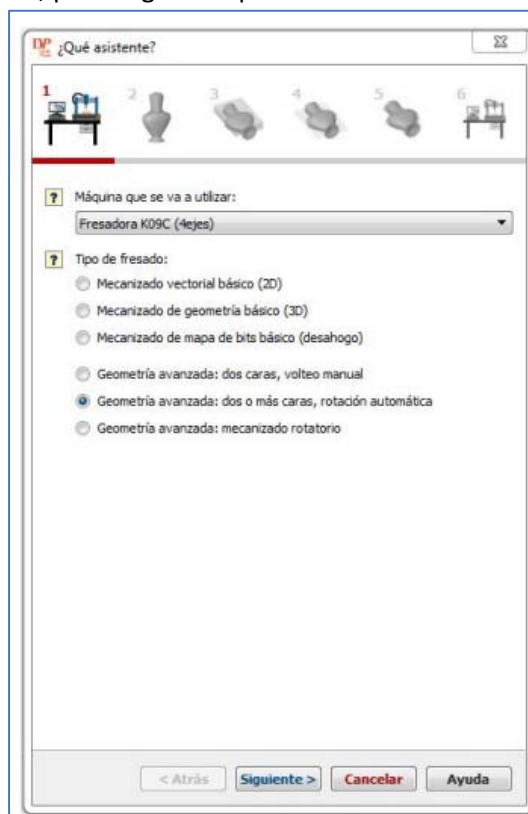 ¿Qué asistente?
1 2 3 4 5 6
? Máquina que se va a utilizar:
Fresadora K09C (4ejes)
? Tipo de fresado:
Mecanizado vectorial básico (2D)
Mecanizado de geometría básico (3D)
Mecanizado de mapa de bits básico (desahogo)
Geometría avanzada: dos caras, volteo manual
Geometría avanzada: dos o más caras, rotación automática
Geometría avanzada: mecanizado rotatorio
< Atrás Siguiente > Cancelar Ayuda